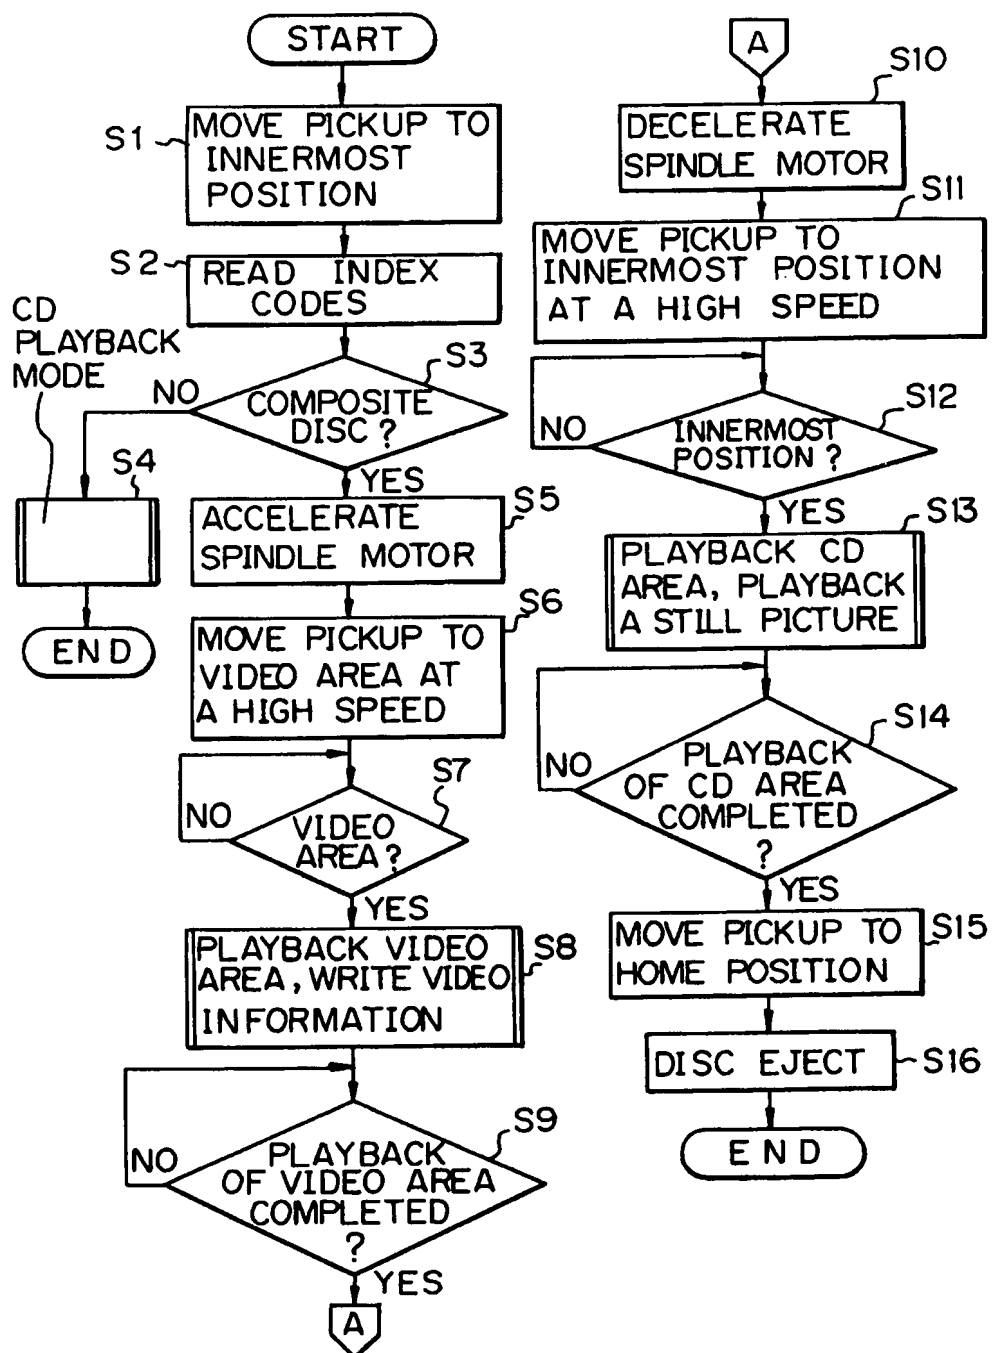 START
S1
MOVE PICKUP TO
INNERMOST
POSITION
S2
READ INDEX
CODES
CD
PLAYBACK
MODE
S3
NO
COMPOSITE
DISC?
YES
S4
END
S5
ACCELERATE
SPINDLE MOTOR
S6
MOVE PICKUP TO
VIDEO AREA AT
A HIGH SPEED
S7
NO
VIDEO
AREA?
YES
S8
PLAYBACK VIDEO
AREA, WRITE VIDEO
INFORMATION
S9
NO
PLAYBACK
OF VIDEO AREA
COMPLETED
?
YES
A
A
S10
DECELERATE
SPINDLE MOTOR
S11
MOVE PICKUP TO
INNERMOST POSITION
AT A HIGH SPEED
S12
NO
INNERMOST
POSITION?
YES
S13
PLAYBACK CD
AREA, PLAYBACK
A STILL PICTURE
S14
NO
PLAYBACK
OF CD AREA
COMPLETED
?
YES
S15
MOVE PICKUP TO
HOME POSITION
DISC EJECT
S16
END